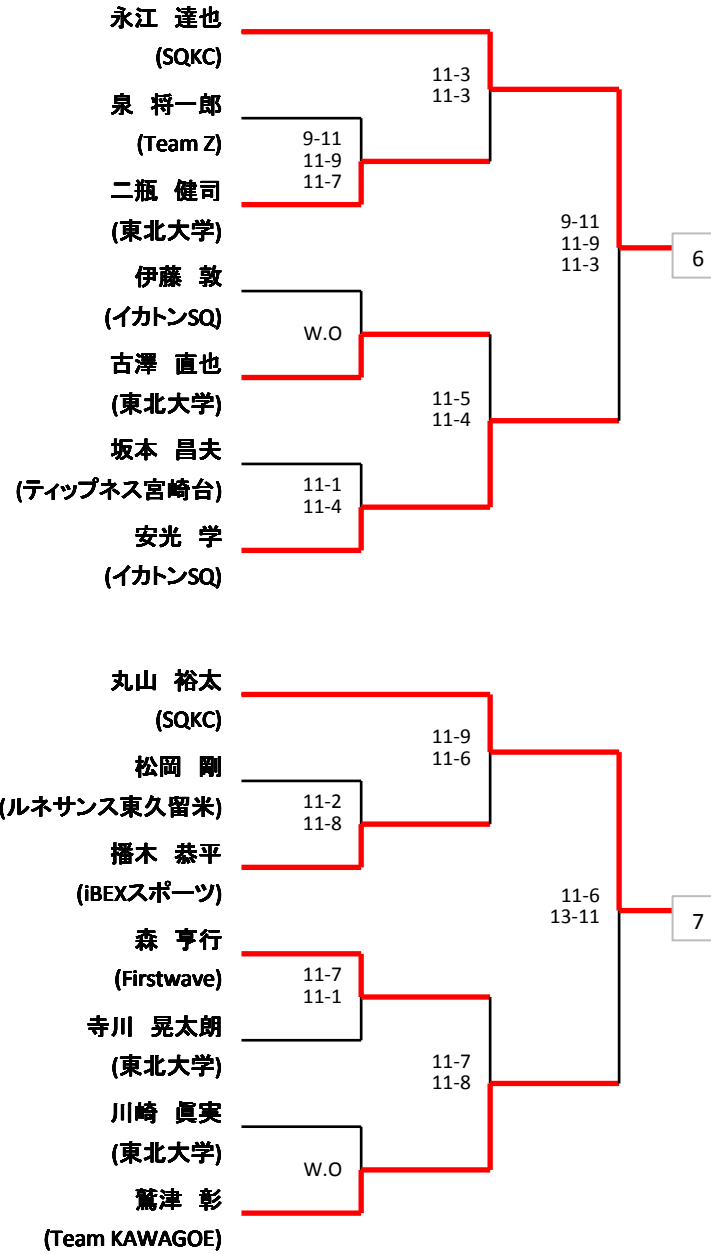 永江 達也
(SQKC)
11-3
11-3
泉 将一郎
(Team Z)
9-11
11-9
11-7
二瓶 健司
(東北大学)
9-11
11-9
11-3
6
伊藤 敦
(イカトンSQ)
W.O
古澤 直也
(東北大学)
11-5
11-4
坂本 昌夫
(ティップネス宮崎台)
11-1
11-4
安光 学
(イカトンSQ)
丸山 裕太
(SQKC)
11-9
11-6
松岡 剛
(ルネサンス東久留米)
11-2
11-8
播木 恭平
(iBEXスポーツ)
11-6
13-11
7
森 亨行
(Firstwave)
11-7
11-1
寺川 晃太朗
(東北大学)
11-7
11-8
川崎 眞実
(東北大学)
W.O
鷲津 彰
(Team KAWAGOE)